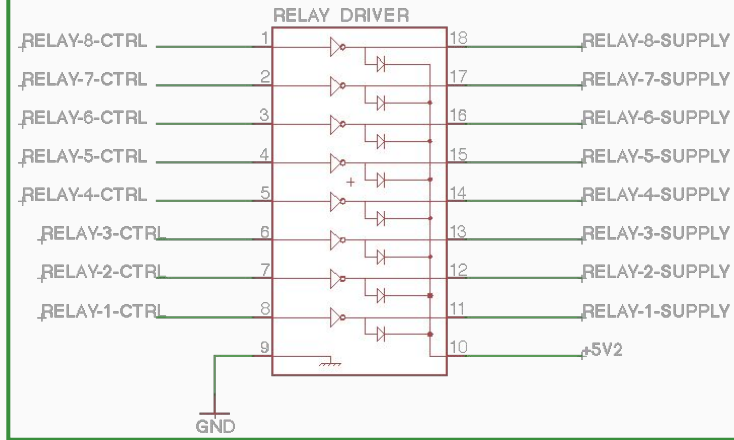 RELAY DRIVER
RELAY-8-CTRL 1 18 RELAY-8-SUPPLY
RELAY-7-CTRL 2 17 RELAY-7-SUPPLY
RELAY-6-CTRL 3 16 RELAY-6-SUPPLY
RELAY-5-CTRL 4 15 RELAY-5-SUPPLY
RELAY-4-CTRL 5 14 RELAY-4-SUPPLY
RELAY-3-CTRL 6 13 RELAY-3-SUPPLY
RELAY-2-CTRL 7 12 RELAY-2-SUPPLY
RELAY-1-CTRL 8 11 RELAY-1-SUPPLY
9 10 +5V2
GND